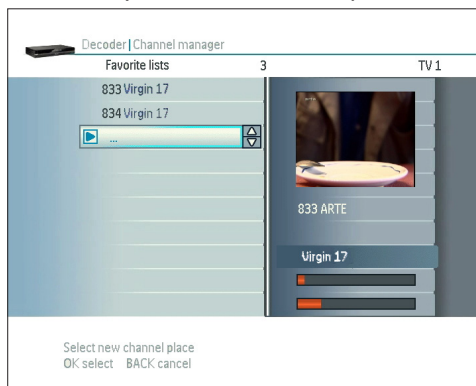 Decoder | Channel manager
Favorite lists 3 TV 1
833 Virgin 17
834 Virgin 17
...
833 ARTE
Virgin 17
Select new channel place
OK select BACK cancel